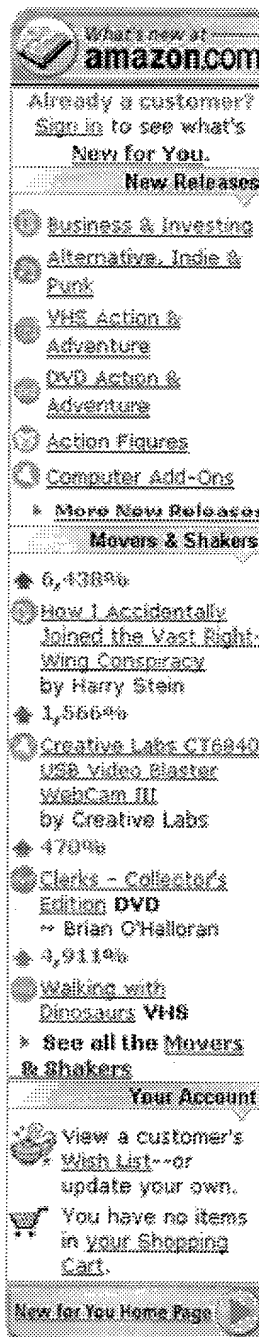 What's new at
amazon.com
Already a customer?
Sign in to see what's
New for You.
New Releases
Business & Investing
Alternative, Indie &
Punk
VHS Action &
Adventure
DVD Action &
Adventure
Action Figures
Computer Add-Ons
More New Releases
Movers & Shakers
6,438%
How I Accidentally
Joined the Vast Right-
Wing Conspiracy
by Harry Stein
1,566%
Creative Labs CT6840
USB Video Blaster
WebCam III
by Creative Labs
470%
Clerks - Collector's
Edition DVD
~ Brian O'Halloran
4,911%
Walking with
Dinosaurs VHS
See all the Movers
& Shakers
Your Account
View a customer's
Wish List--or
update your own.
You have no items
in your Shopping
Cart.
New for You Home Page